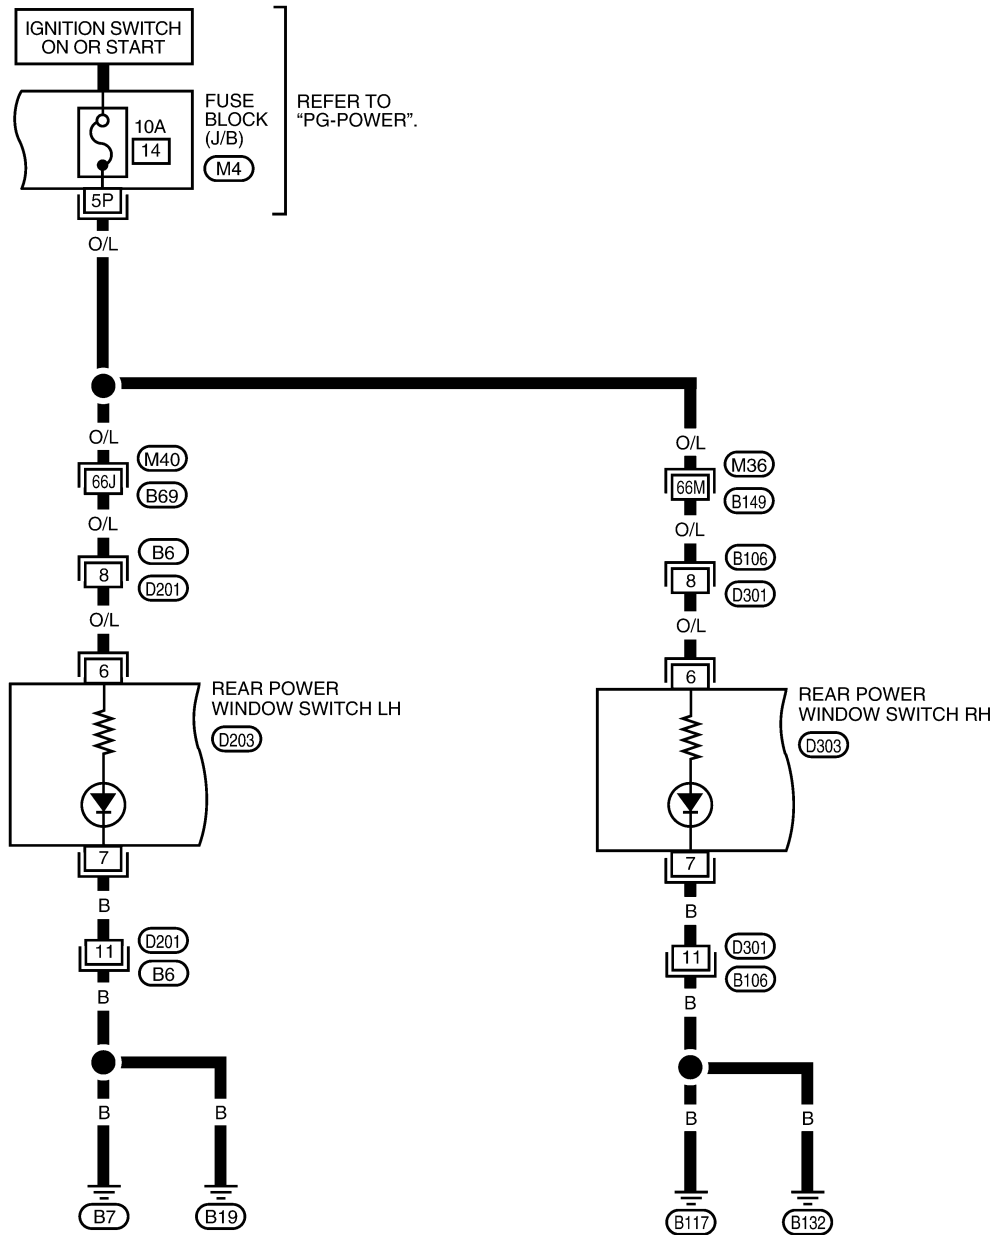 IGNITION SWITCH
ON OR START
FUSE
BLOCK
(J/B)
M4
10A
14
REFER TO
“PG-POWER”.
5P
O/L
O/L
M40
66J
B69
O/L
B6
8
D201
O/L
6
REAR POWER
WINDOW SWITCH LH
D203
7
B
D201
11
B6
B
B
B
B7
B19
O/L
M36
66M
B149
O/L
B106
8
D301
O/L
6
REAR POWER
WINDOW SWITCH RH
D303
7
B
D301
11
B106
B
B
B
B117
B132